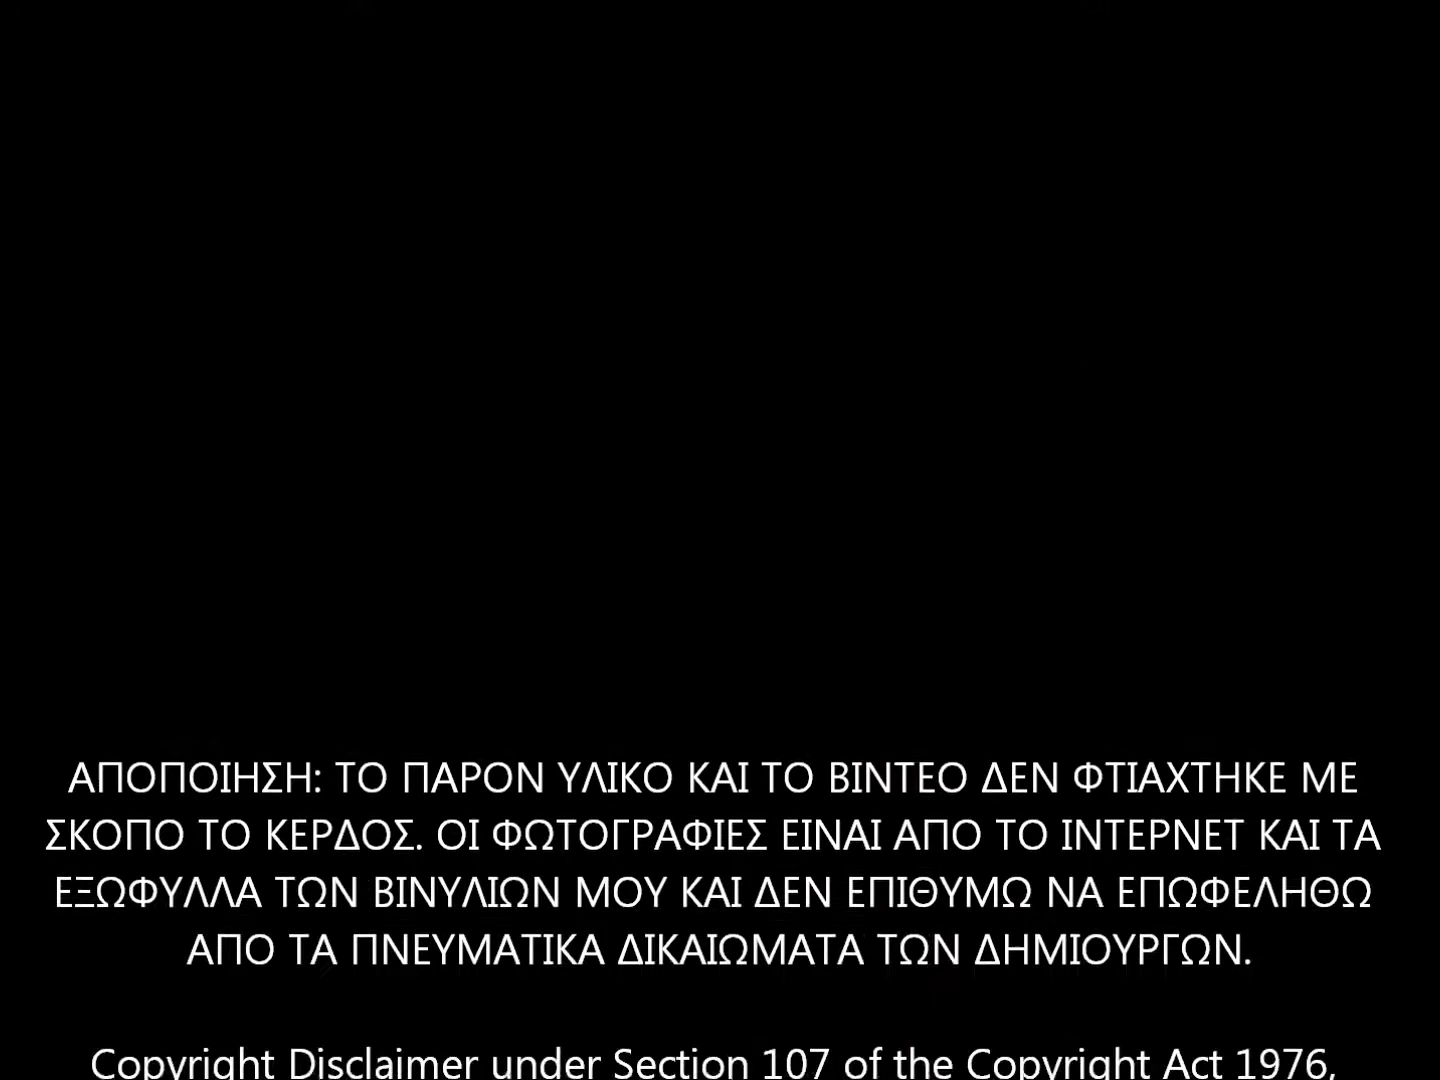 ΑΠΟΠΟΙΗΣΗ: ΤΟ ΠΑΡΟΝ ΥΛΙΚΟ ΚΑΙ ΤΟ ΒΙΝΤΕΟ ΔΕΝ ΦΤΙΑΧΤΗΚΕ ΜΕ
ΣΚΟΠΟ ΤΟ ΚΕΡΔΟΣ. ΟΙ ΦΩΤΟΓΡΑΦΙΕΣ ΕΙΝΑΙ ΑΠΟ ΤΟ ΙΝΤΕΡΝΕΤ ΚΑΙ ΤΑ
ΕΞΩΦΥΛΛΑ ΤΩΝ ΒΙΝΥΛΙΩΝ ΜΟΥ ΚΑΙ ΔΕΝ ΕΠΙΘΥΜΩ ΝΑ ΕΠΩΦΕΛΗΘΩ
ΑΠΟ ΤΑ ΠΝΕΥΜΑΤΙΚΑ ΔΙΚΑΙΩΜΑΤΑ ΤΩΝ ΔΗΜΙΟΥΡΓΩΝ.
Copyright Disclaimer under Section 107 of the Copyright Act 1976,